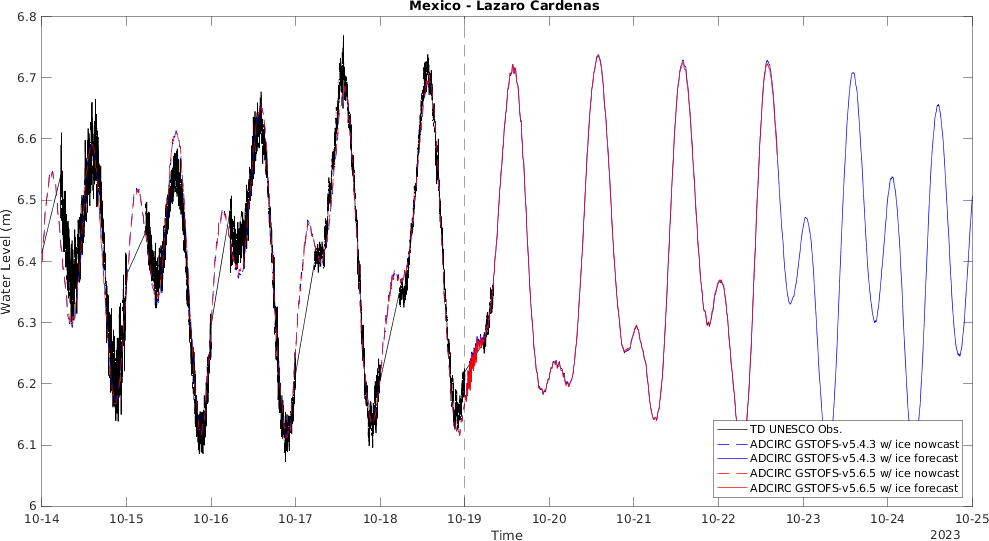 Mexico - Lazaro Cardenas
6.8
6.7
6.6
6.5
6.4
6.3
6.2
6.1
6
Water Level (m)
10-14
10-15
10-16
10-17
10-18
10-19
10-20
10-21
10-22
10-23
10-24
10-25
Time
2023
TD UNESCO Obs.
ADCIRC GSTOFS-v5.4.3 w/ ice nowcast
ADCIRC GSTOFS-v5.4.3 w/ ice forecast
ADCIRC GSTOFS-v5.6.5 w/ ice nowcast
ADCIRC GSTOFS-v5.6.5 w/ ice forecast